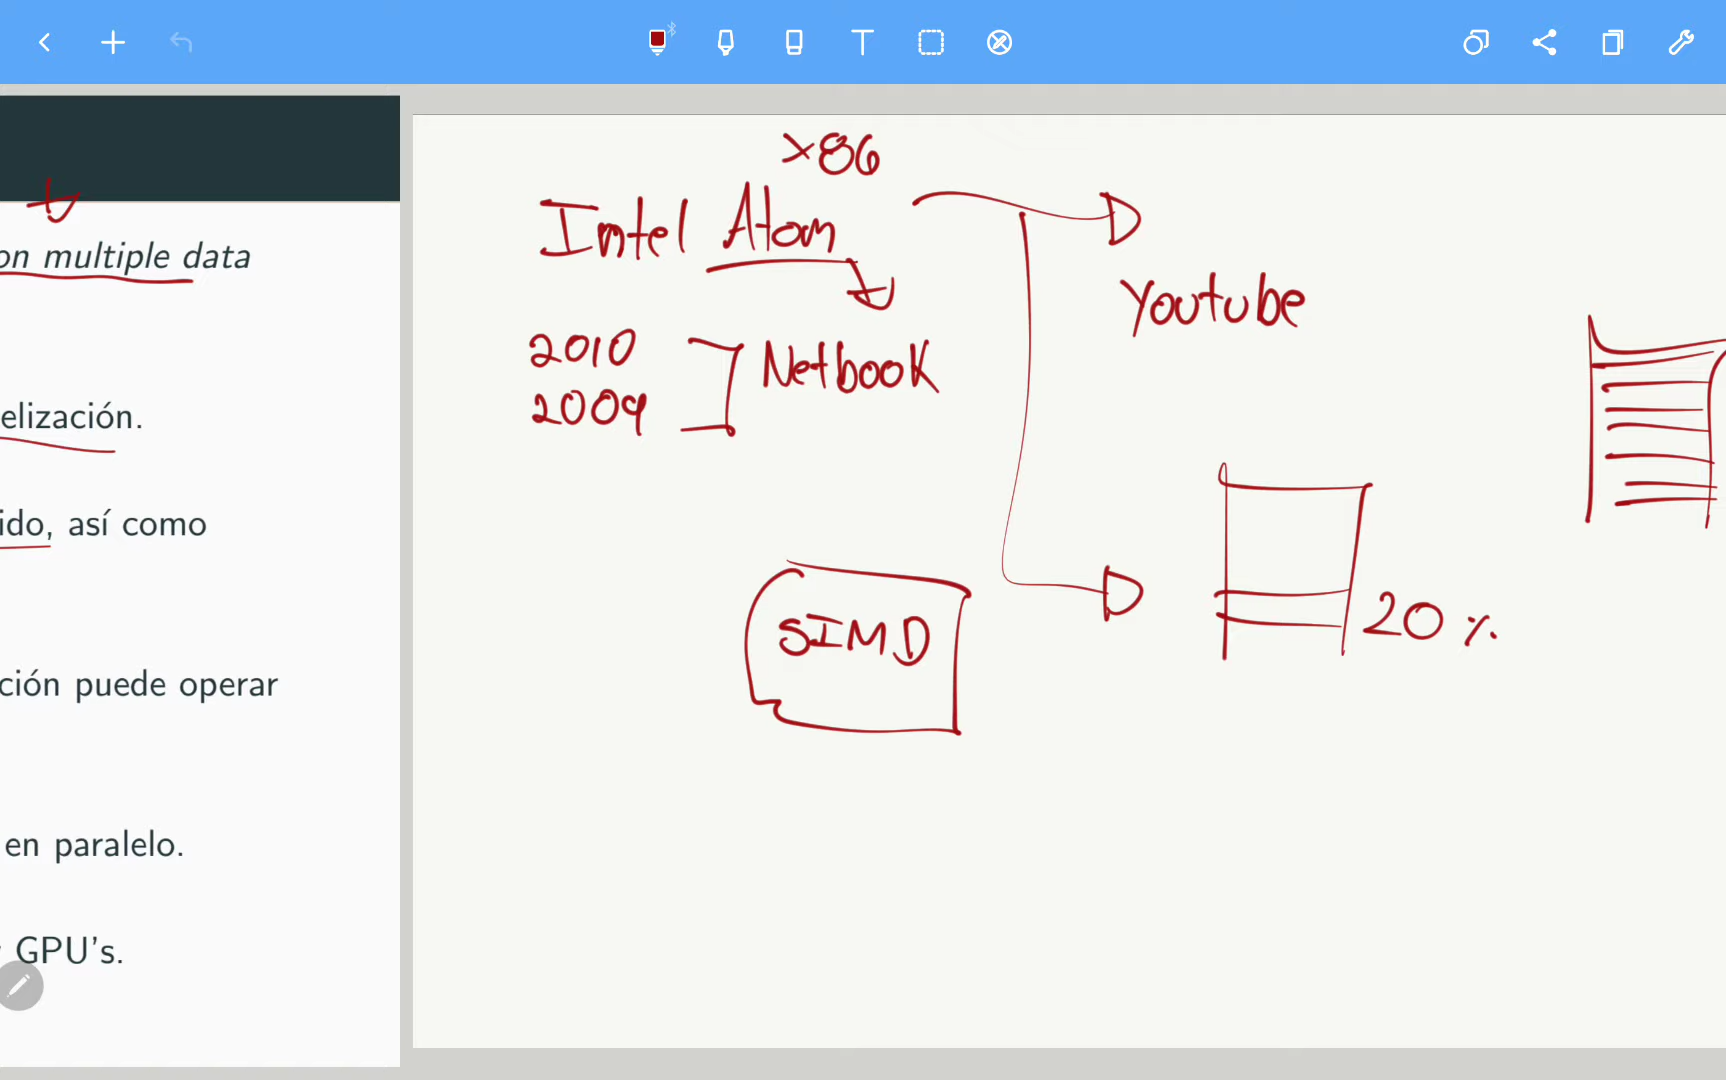 on multiple data
elización.
ido, así como
ción puede operar
en paralelo.
GPU's.
x86
Intel Atom
Youtube
2010
2009
Netbook
SIMD
20 %